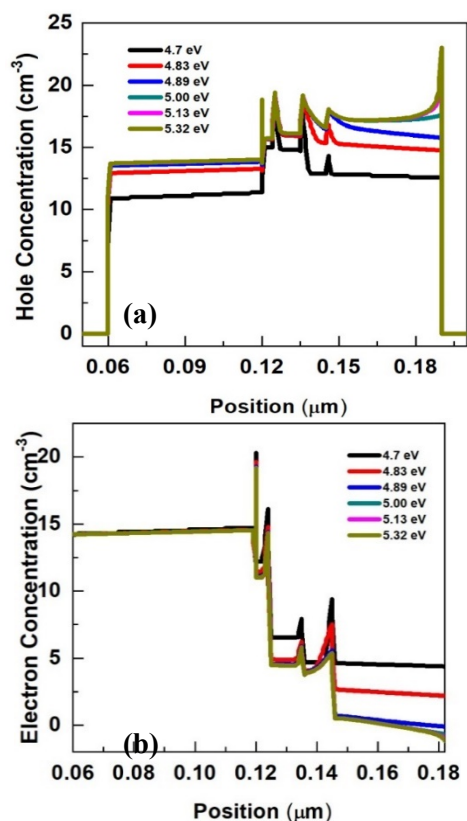 25
20
15
10
5
0
Hole Concentration (cm-3)
4.7 eV
4.83 eV
4.89 eV
5.00 eV
5.13 eV
5.32 eV
(a)
0.06 0.09 0.12 0.15 0.18
Position (μm)
20
15
10
5
0
Electron Concentration (cm-3)
4.7 eV
4.83 eV
4.89 eV
5.00 eV
5.13 eV
5.32 eV
(b)
0.06 0.08 0.10 0.12 0.14 0.16 0.18
Position (μm)